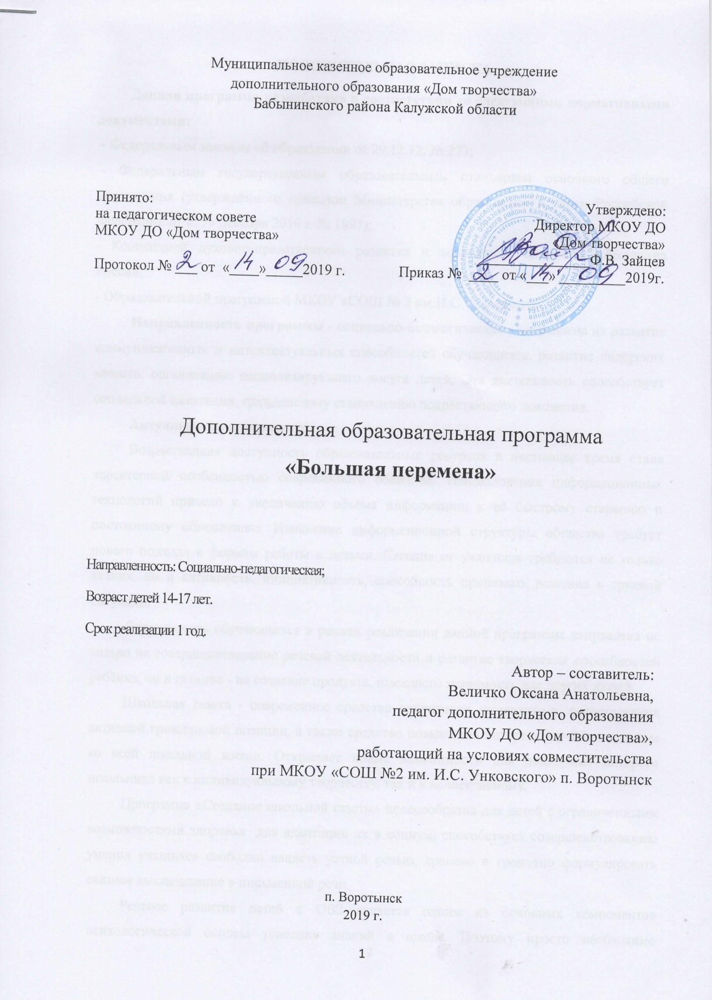 Муниципальное казенное образовательное учреждение
дополнительного образования «Дом творчества»
Бабынинского района Калужской области
Принято:
на педагогическом совете
МКОУ ДО «Дом творчества»
Протокол № 2 от «14» 09 2019 г.
Утверждено:
Директор МКОУ ДО
«Дом творчества»
Ф.В. Зайцев
Приказ № 2 от «14» 09 2019г.
Дополнительная образовательная программа
«Большая перемена»
Направленность: Социально-педагогическая;
Возраст детей 14-17 лет.
Срок реализации 1 год.
Автор – составитель:
Величко Оксана Анатольевна,
педагог дополнительного образования
МКОУ ДО «Дом творчества»,
работающий на условиях совместительства
при МКОУ «СОШ №2 им. И.С. Унковского» п. Воротынск
п. Воротынск
2019 г.
1